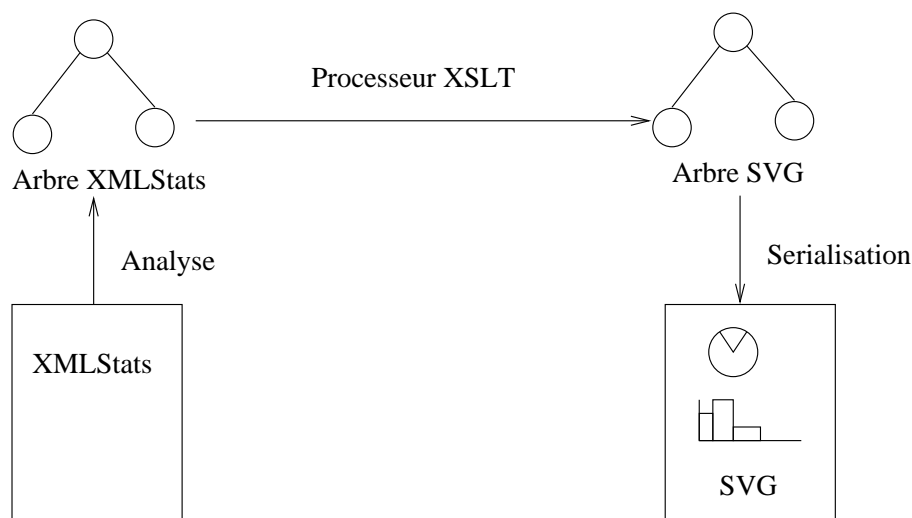 Processeur XSLT
Arbre XMLStats
Arbre SVG
Analyse
Serialisation
XMLStats
SVG